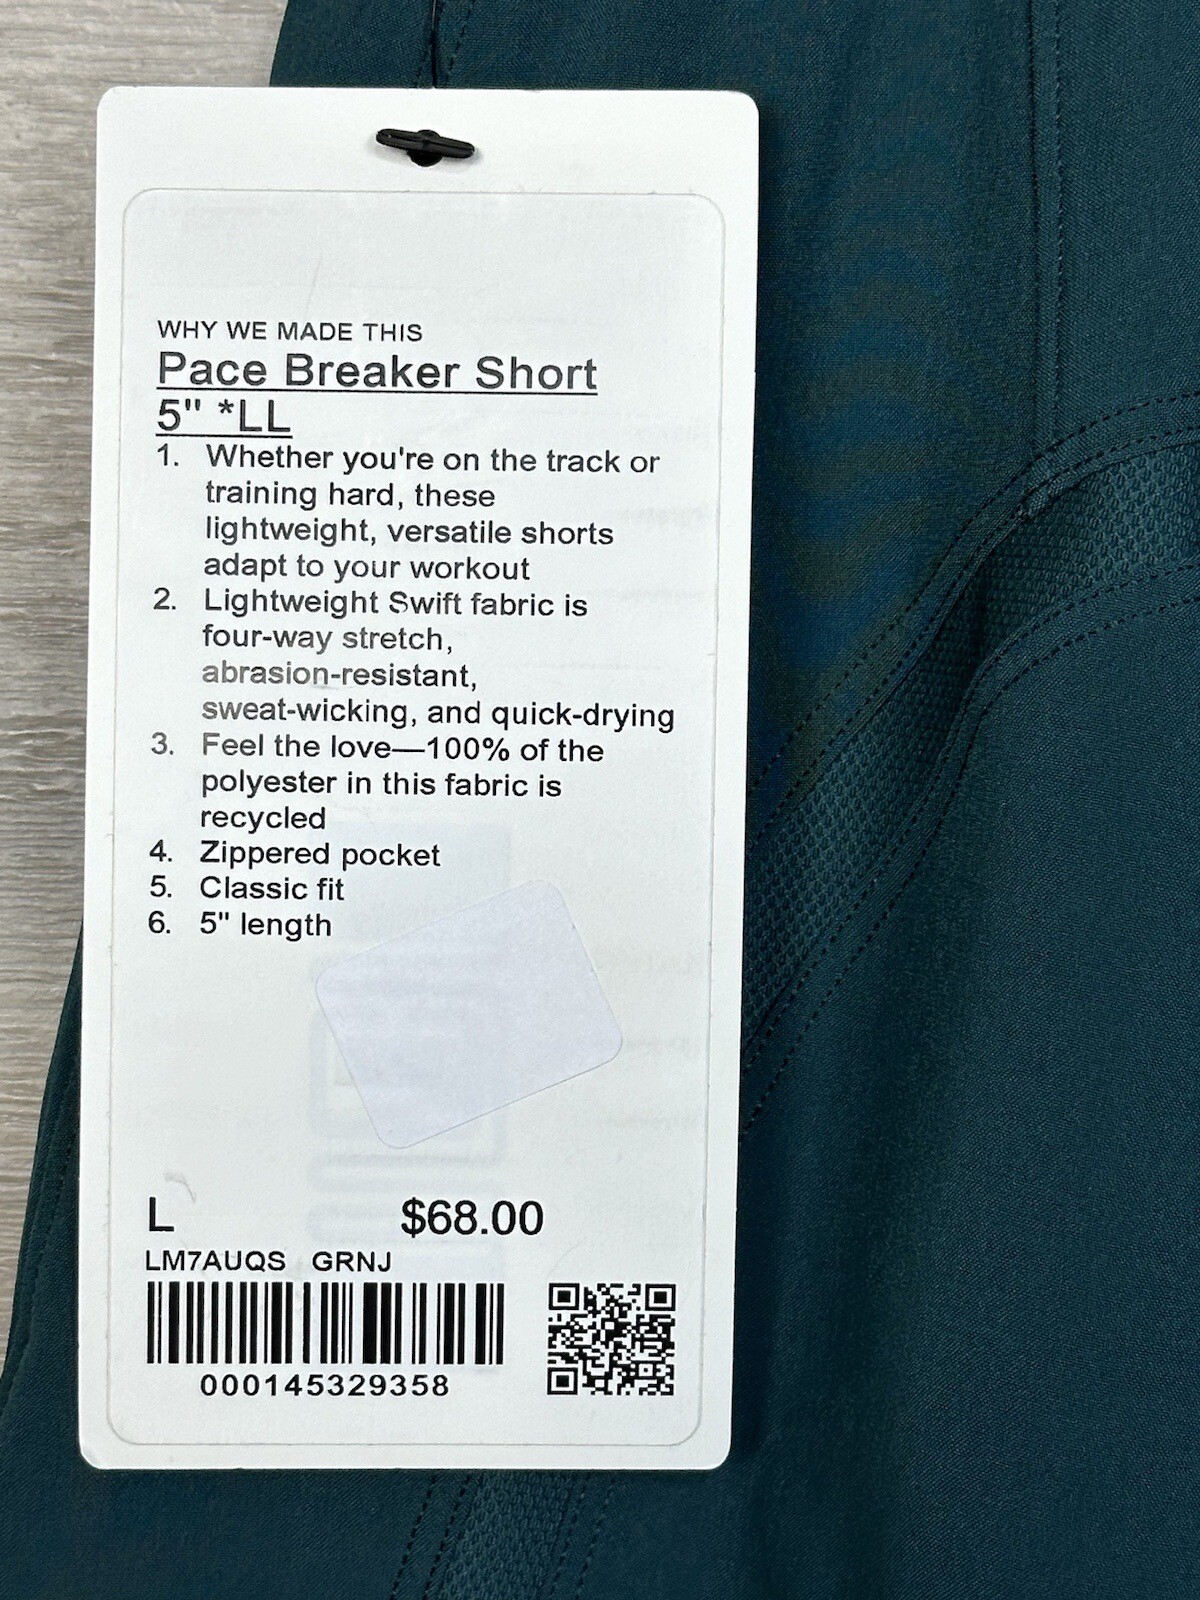 WHY WE MADE THIS
Pace Breaker Short
5" *LL
1. Whether you're on the track or
training hard, these
lightweight, versatile shorts
adapt to your workout
2. Lightweight Swift fabric is
four-way stretch,
abrasion-resistant,
sweat-wicking, and quick-drying
3. Feel the love—100% of the
polyester in this fabric is
recycled
4. Zippered pocket
5. Classic fit
6. 5" length
L $68.00
LM7AUQS GRNJ
000145329358